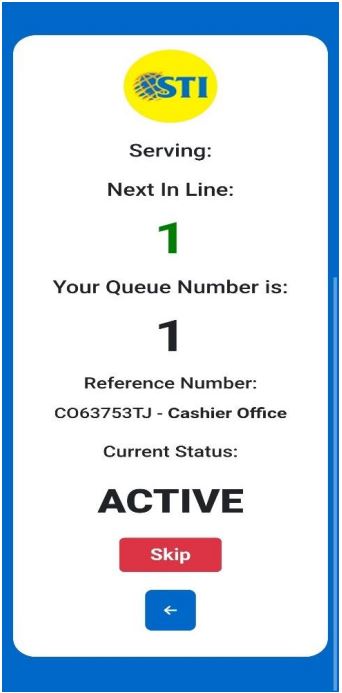 STI
Serving:
Next In Line:
1
Your Queue Number is:
1
Reference Number:
CO63753TJ - Cashier Office
Current Status:
ACTIVE
Skip
←